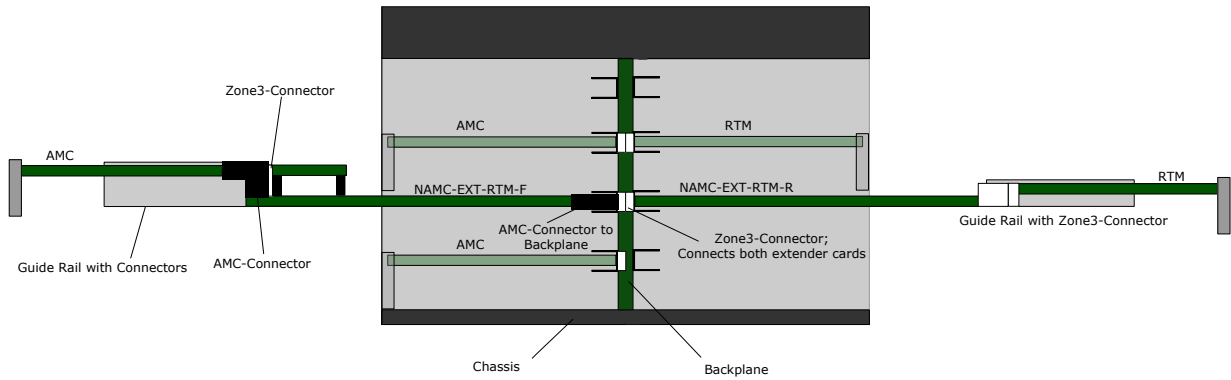 Zone3-Connector
AMC
AMC
RTM
NAMC-EXT-RTM-F
NAMC-EXT-RTM-R
RTM
AMC-Connector to
Backplane
Guide Rail with Zone3-Connector
AMC
Zone3-Connector;
Connects both extender cards
Guide Rail with Connectors
AMC-Connector
Chassis
Backplane